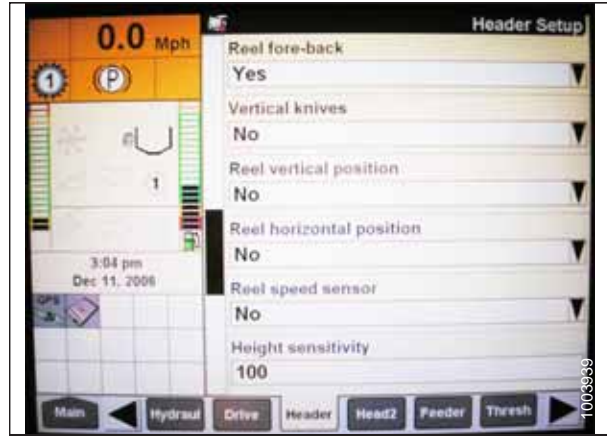 Header Setup
0.0 Mph
1
(P)
Reel fore-back
Yes
Vertical knives
No
Reel vertical position
No
Reel horizontal position
No
Reel speed sensor
No
Height sensitivity
100
1
3:04 pm
Dec 11, 2006
GPS
Main
Hydraul
Drive
Header
Head2
Feeder
Thresh
1003939